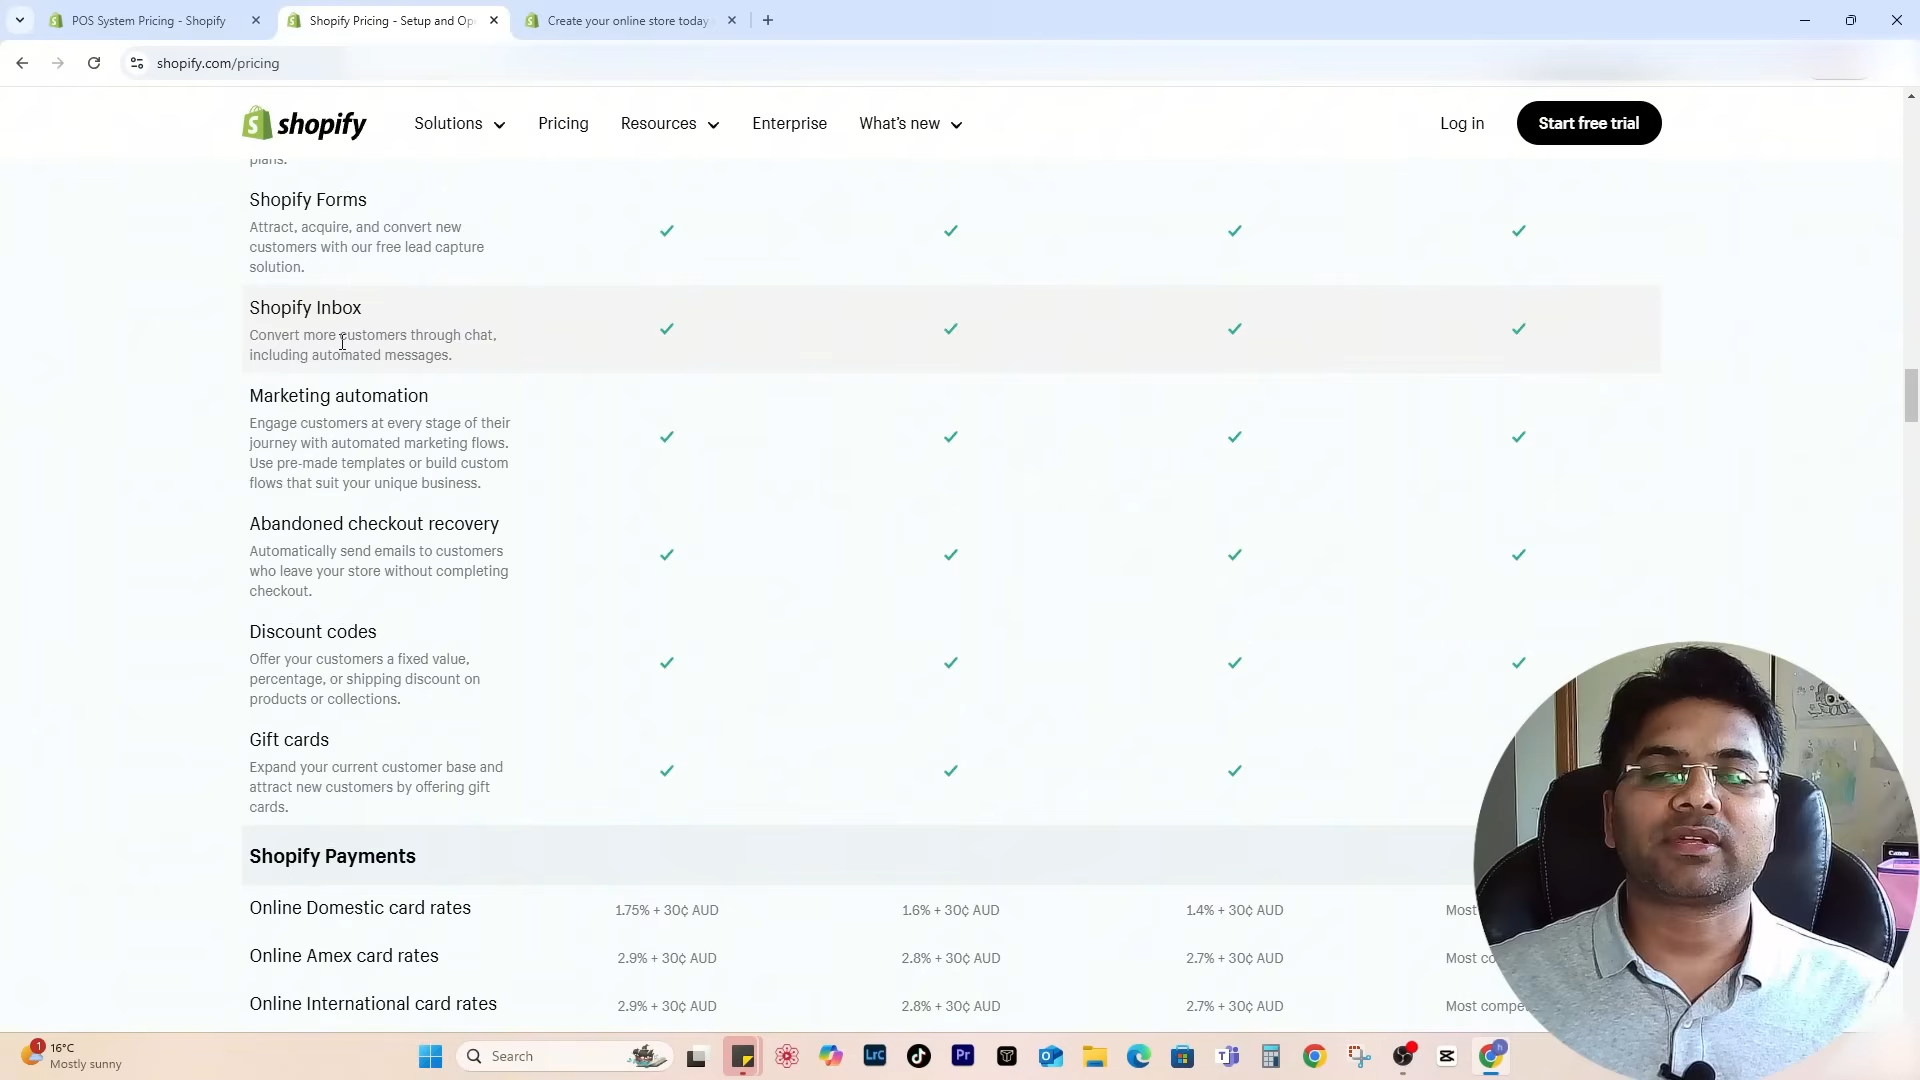 POS System Pricing - Shopify
Shopify Pricing - Setup and Op
Create your online store today
shopify.com/pricing
shopify
Solutions
Pricing
Resources
Enterprise
What's new
Log in
Start free trial
plans.
Shopify Forms
Attract, acquire, and convert new
customers with our free lead capture
solution.
Shopify Inbox
Convert more customers through chat,
including automated messages.
Marketing automation
Engage customers at every stage of their
journey with automated marketing flows.
Use pre-made templates or build custom
flows that suit your unique business.
Abandoned checkout recovery
Automatically send emails to customers
who leave your store without completing
checkout.
Discount codes
Offer your customers a fixed value,
percentage, or shipping discount on
products or collections.
Gift cards
Expand your current customer base and
attract new customers by offering gift
cards.
Shopify Payments
Online Domestic card rates 1.75% + 30¢ AUD 1.6% + 30¢ AUD 1.4% + 30¢ AUD Most
Online Amex card rates 2.9% + 30¢ AUD 2.8% + 30¢ AUD 2.7% + 30¢ AUD Most co
Online International card rates 2.9% + 30¢ AUD 2.8% + 30¢ AUD 2.7% + 30¢ AUD Most compe
1
16°C
Mostly sunny
Search
LrC
Pr
h
Canon